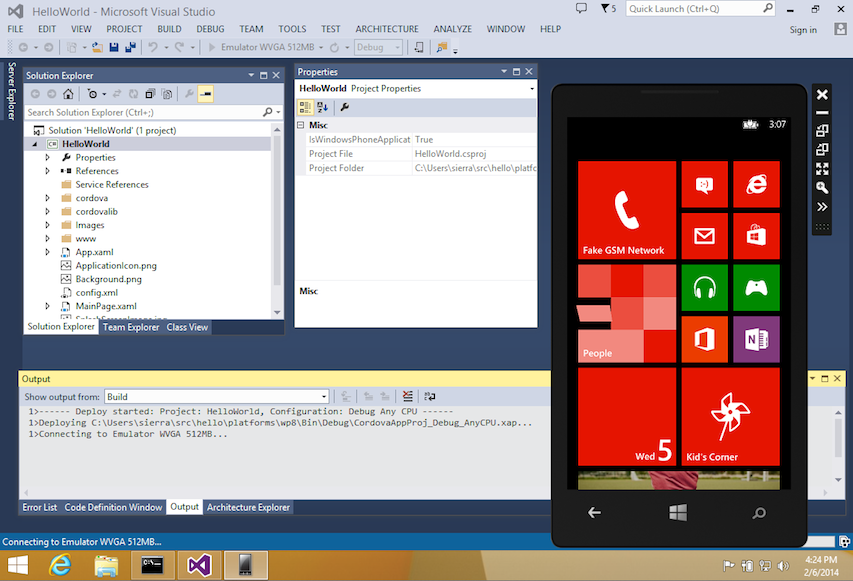 HelloWorld - Microsoft Visual Studio
5
Quick Launch (Ctrl+Q)
FILE EDIT VIEW PROJECT BUILD DEBUG TEAM TOOLS TEST ARCHITECTURE ANALYZE WINDOW HELP
Sign in
Emulator WVGA 512MB
Debug
Server Explorer
Solution Explorer
Search Solution Explorer (Ctrl+;)
Solution 'HelloWorld' (1 project)
HelloWorld
Properties
References
Service References
cordova
cordovalib
Images
www
App.xaml
ApplicationIcon.png
Background.png
config.xml
MainPage.xaml
SplashScreenImage.jpg
Solution Explorer Team Explorer Class View
Properties
HelloWorld Project Properties
Misc
IsWindowsPhoneApplicat True
Project File HelloWorld.csproj
Project Folder C:\Users\sierra\src\hello\platfo
Misc
3:07
Fake GSM Network
People
Wed 5
Kid's Corner
Output
Show output from: Build
1>------ Deploy started: Project: HelloWorld, Configuration: Debug Any CPU ------
1>Deploying C:\Users\sierra\src\hello\platforms\wp8\Bin\Debug\CordovaAppProj_Debug_AnyCPU.xap...
1>Connecting to Emulator WVGA 512MB...
Error List Code Definition Window Output Architecture Explorer
Connecting to Emulator WVGA 512MB...
4:24 PM
2/6/2014